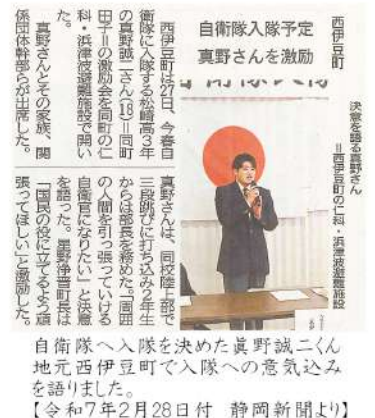 西伊豆町
自衛隊入隊予定
真野さんを激励
決意を語る真野さん
＝西伊豆町の仁科・浜津波避難施設
西伊豆町は27日、今春自
衛隊に入隊する松崎高3年
の真野誠二さん(18)＝同町
田子＝の激励会を同町の仁
科・浜津波避難施設で開い
た。
真野さんとその家族、関
係団体幹部らが出席した。
真野さんは、同校陸上部で
三段跳びに打ち込み2年生
からは部長を務めた。「周囲
の人間を引っ張っていける
自衛官になりたい」と決意
を語った。星野浄晋町長は
「国民の役に立てるよう頑
張ってほしい」と激励した。
自衛隊へ入隊を決めた眞野誠二くん
地元西伊豆町で入隊への意気込み
を語りました。
【令和7年2月28日付　静岡新聞より】